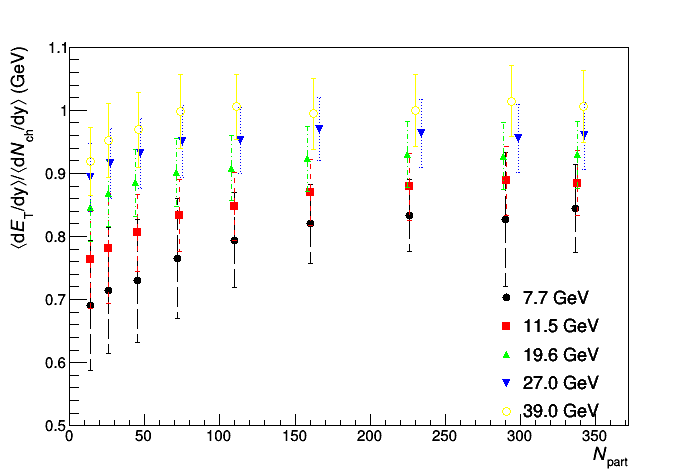 ⟨dE_T/dy⟩/⟨dN_ch/dy⟩ (GeV)
1.1
1
0.9
0.8
0.7
0.6
0.5
7.7 GeV
11.5 GeV
19.6 GeV
27.0 GeV
39.0 GeV
0 50 100 150 200 250 300 350
N_part